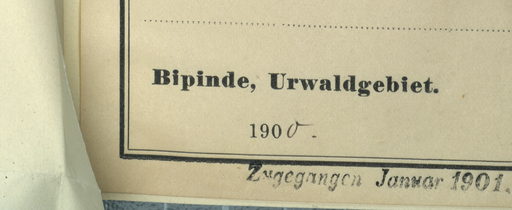 Bipinde, Urwaldgebiet.
1900.
Zugegangen Januar 1901.